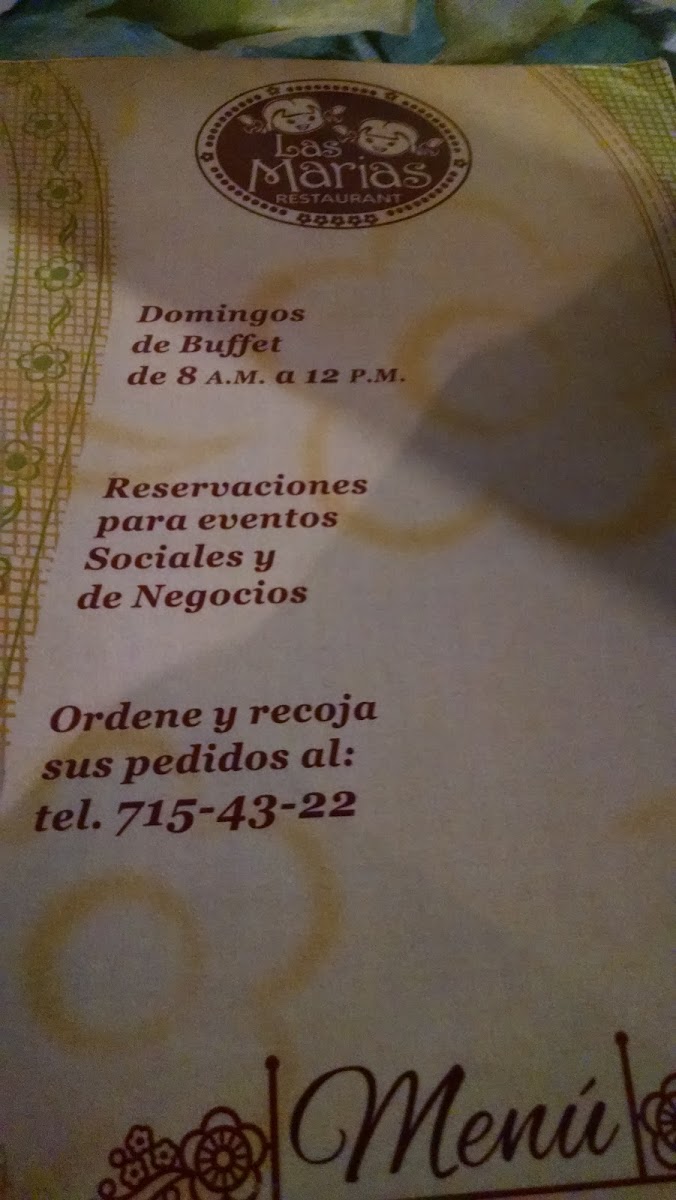 Las
Marias
RESTAURANT
Domingos
de Buffet
de 8 A.M. a 12 P.M.
Reservaciones
para eventos
Sociales y
de Negocios
Ordene y recoja
sus pedidos al:
tel. 715-43-22
Menú